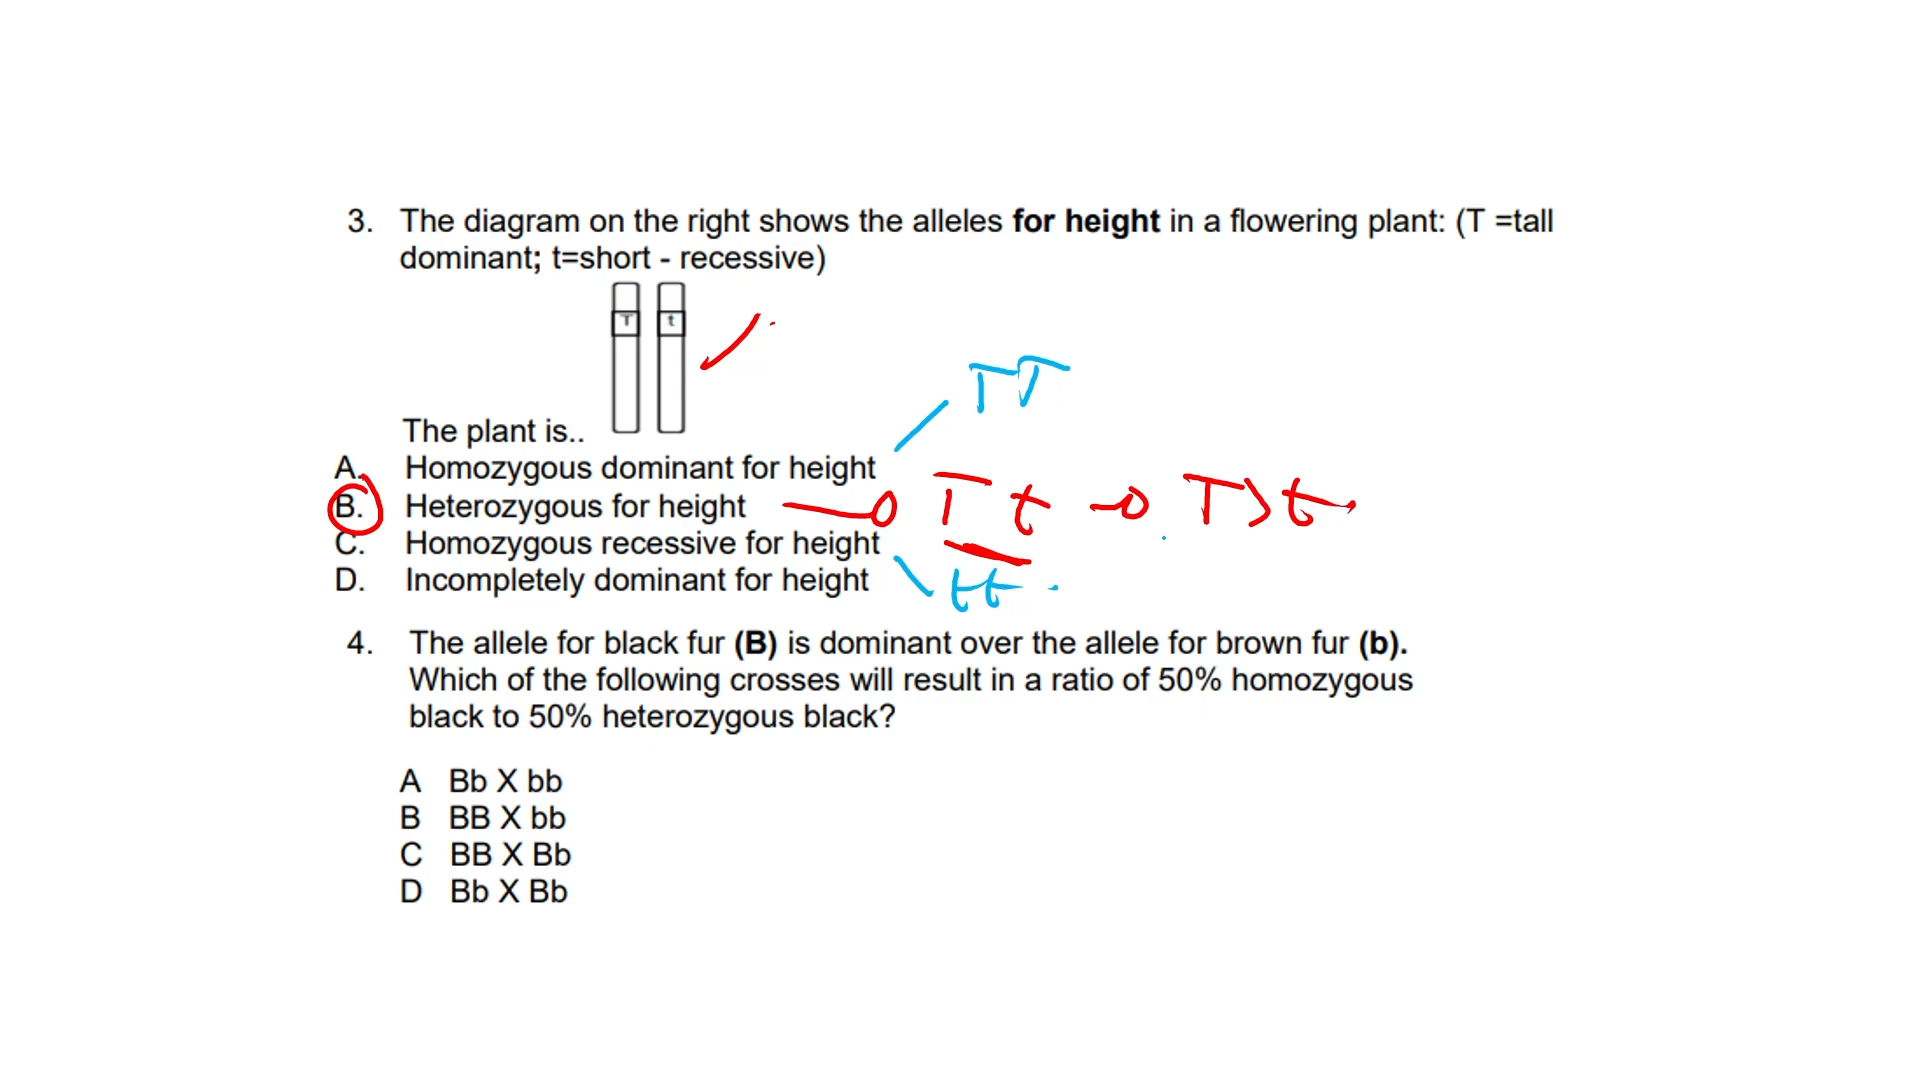 3. The diagram on the right shows the alleles for height in a flowering plant: (T =tall
dominant; t=short - recessive)
T t
The plant is..
TT
A. Homozygous dominant for height
B. Heterozygous for height Tt T>t
C. Homozygous recessive for height
D. Incompletely dominant for height tt
4. The allele for black fur (B) is dominant over the allele for brown fur (b).
Which of the following crosses will result in a ratio of 50% homozygous
black to 50% heterozygous black?
A Bb X bb
B BB X bb
C BB X Bb
D Bb X Bb